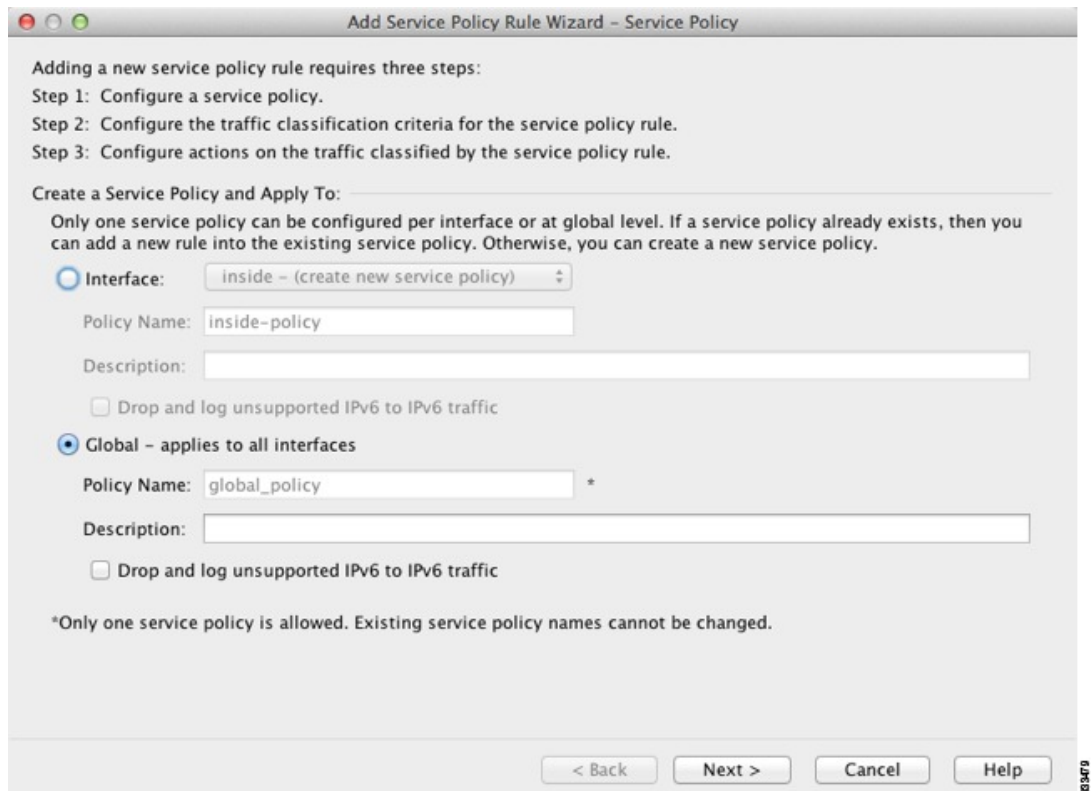 Add Service Policy Rule Wizard – Service Policy
Adding a new service policy rule requires three steps:
Step 1: Configure a service policy.
Step 2: Configure the traffic classification criteria for the service policy rule.
Step 3: Configure actions on the traffic classified by the service policy rule.
Create a Service Policy and Apply To:
Only one service policy can be configured per interface or at global level. If a service policy already exists, then you
can add a new rule into the existing service policy. Otherwise, you can create a new service policy.
Interface: inside – (create new service policy)
Policy Name: inside-policy
Description:
Drop and log unsupported IPv6 to IPv6 traffic
Global – applies to all interfaces
Policy Name: global_policy *
Description:
Drop and log unsupported IPv6 to IPv6 traffic
*Only one service policy is allowed. Existing service policy names cannot be changed.
< Back Next > Cancel Help